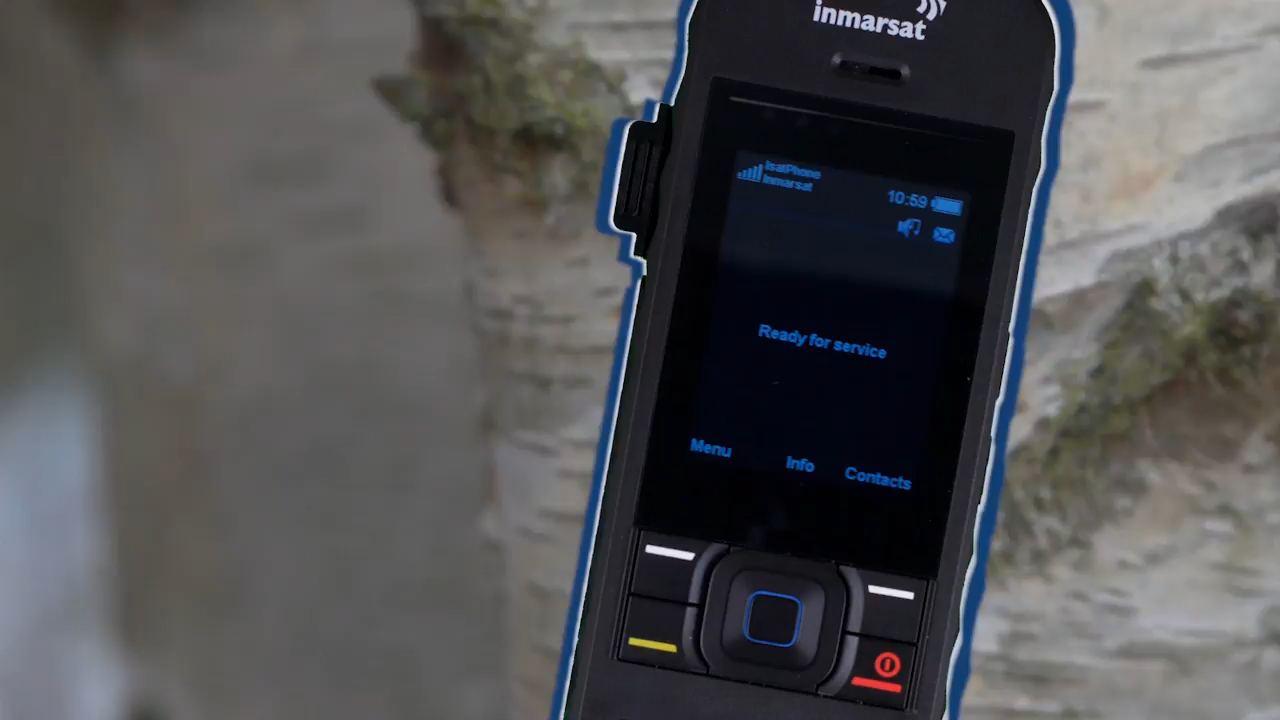 inmarsat
IsatPhone
Inmarsat
10:59
Ready for service
Menu
Info
Contacts